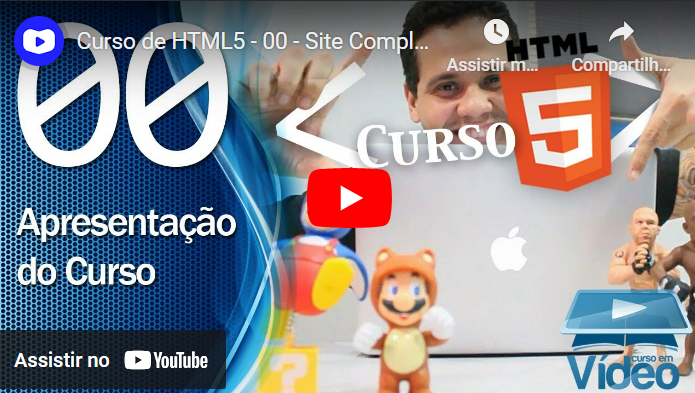 Curso de HTML5 - 00 - Site Compl...
Assistir m...
Compartilh...
00
HTML
5
CURSO
Apresentação
do Curso
?
Assistir no YouTube
curso em
Vídeo